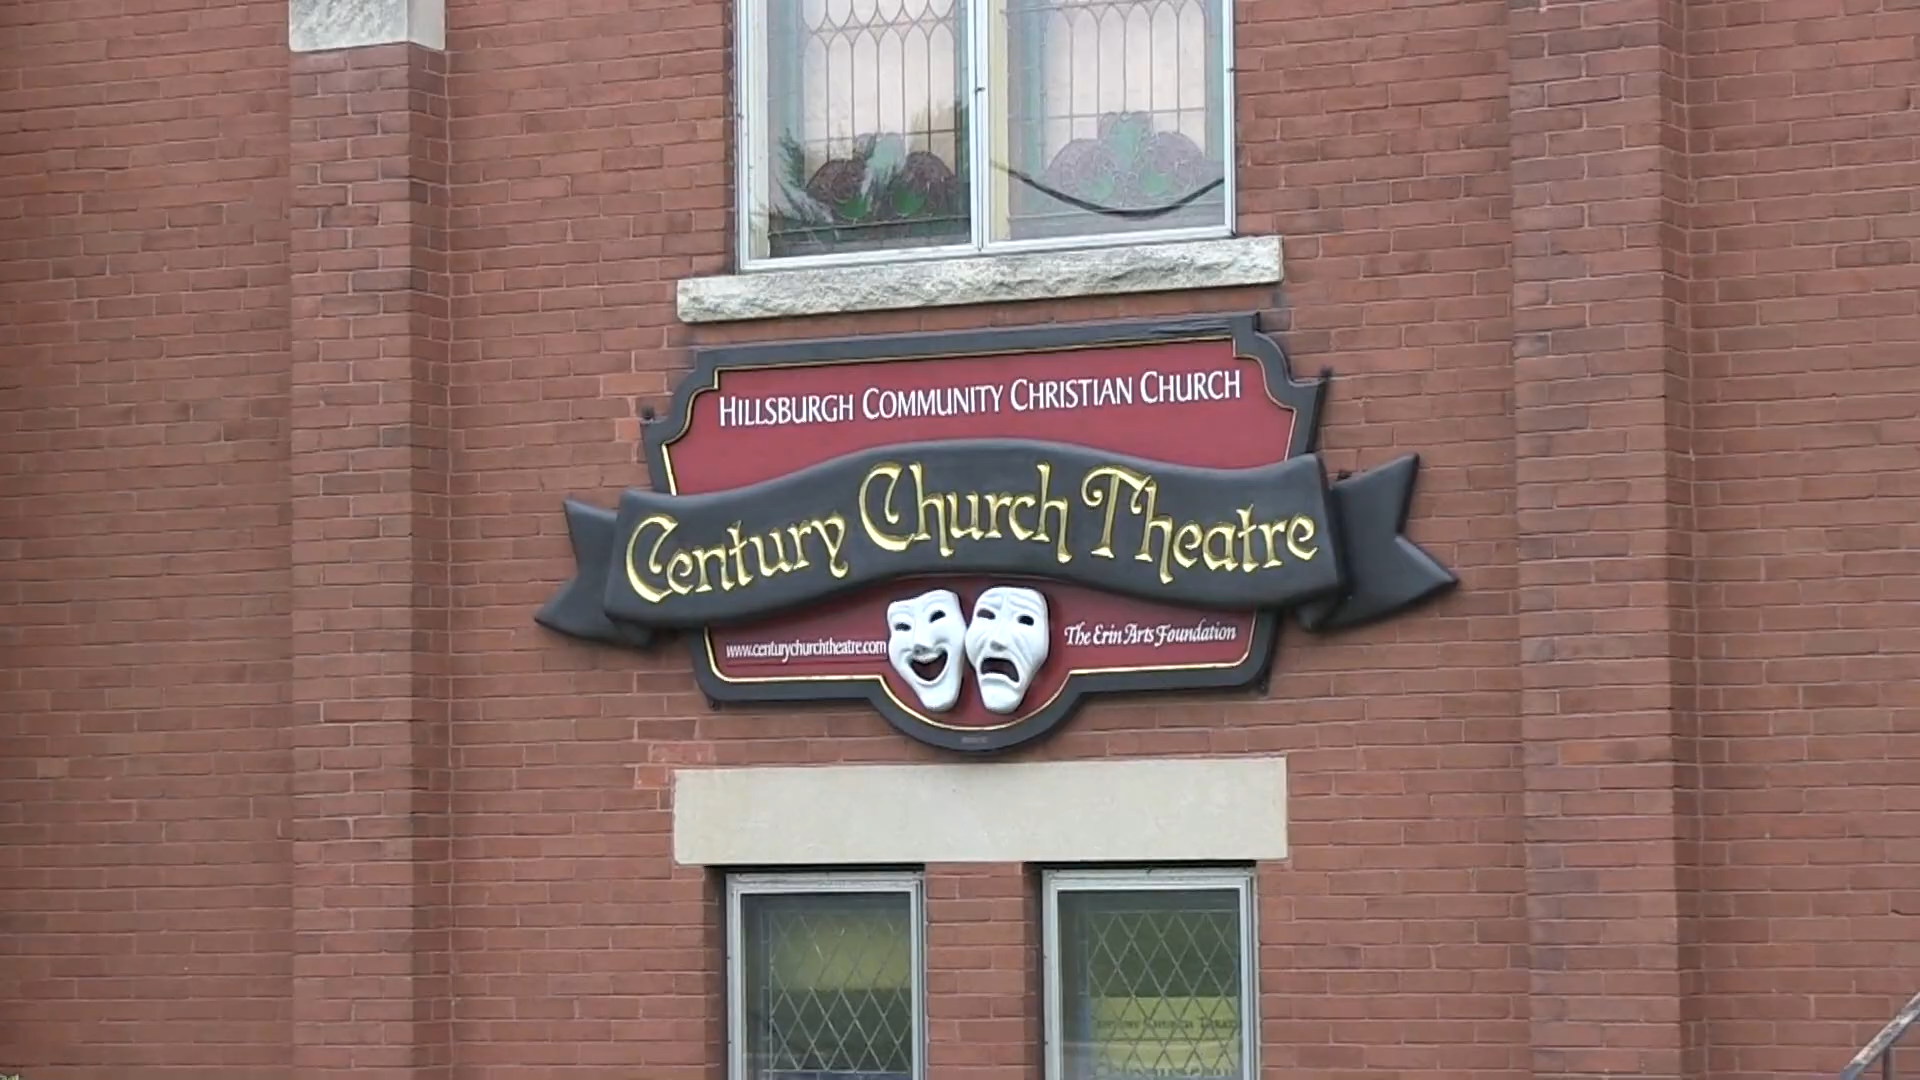 HILLSBURGH COMMUNITY CHRISTIAN CHURCH
Century Church Theatre
www.centurychurchtheatre.com
The Erin Arts Foundation